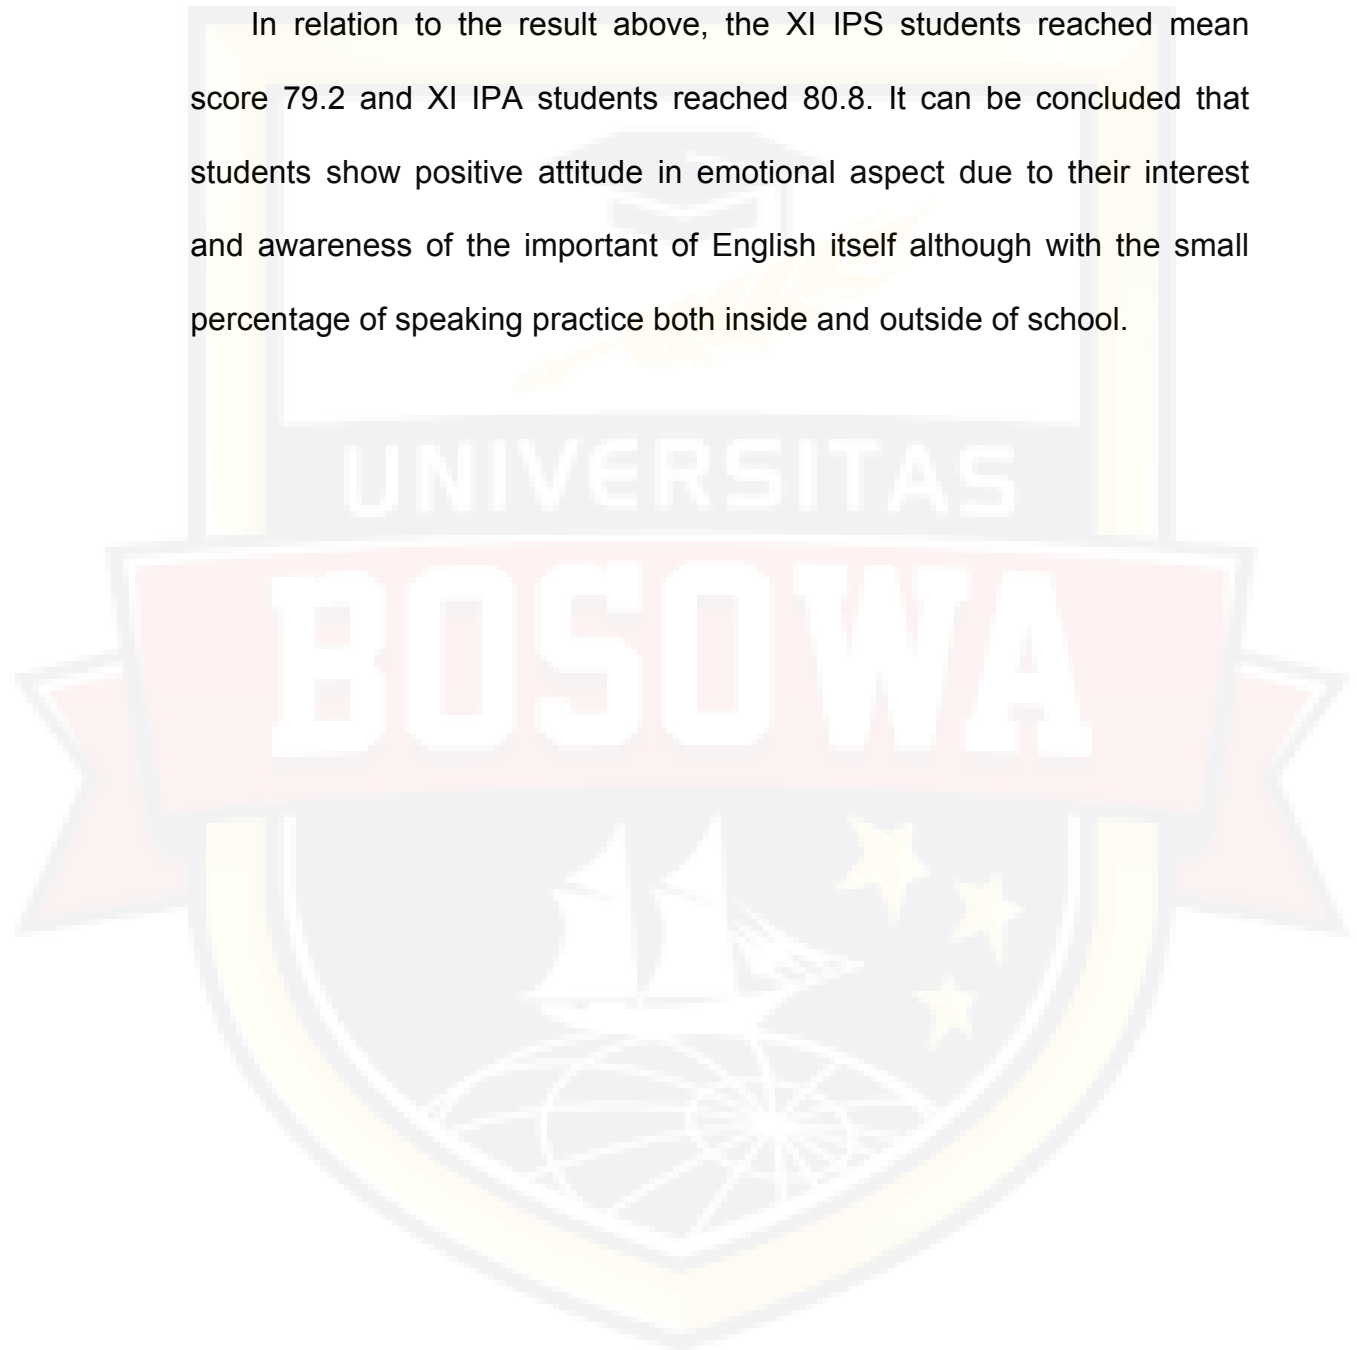 In relation to the result above, the XI IPS students reached mean
score 79.2 and XI IPA students reached 80.8. It can be concluded that
students show positive attitude in emotional aspect due to their interest
and awareness of the important of English itself although with the small
percentage of speaking practice both inside and outside of school.
UNIVERSITAS
BOSOWA